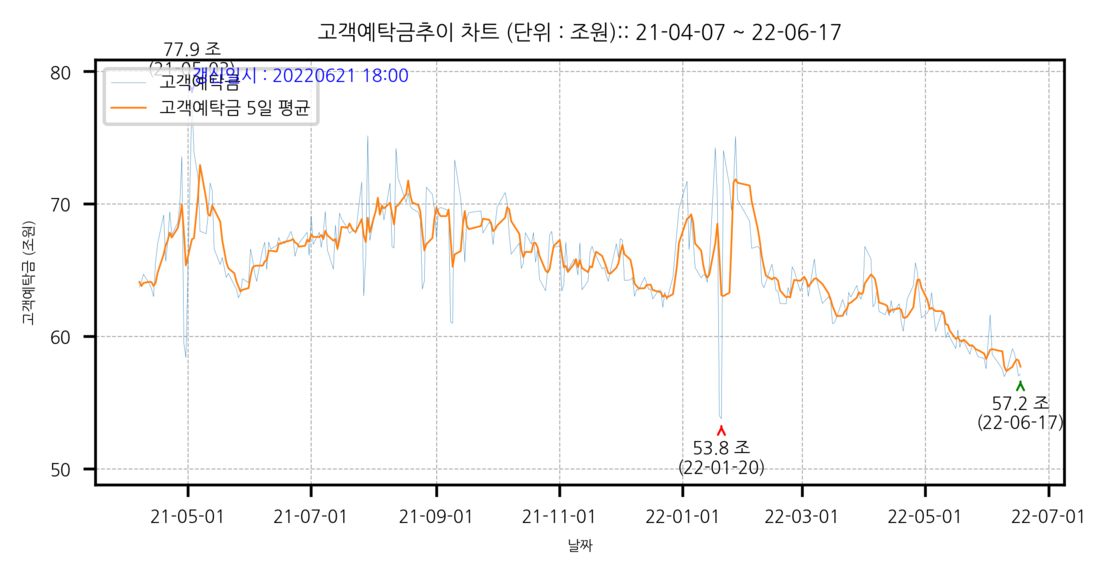 고객예탁금추이 차트 (단위 : 조원):: 21-04-07 ~ 22-06-17
77.9 조
(21-05-03)
갱신일시 : 20220621 18:00
고객예탁금
고객예탁금 5일 평균
고객예탁금 (조원)
80
70
60
50
53.8 조
(22-01-20)
57.2 조
(22-06-17)
21-05-01
21-07-01
21-09-01
21-11-01
22-01-01
22-03-01
22-05-01
22-07-01
날짜